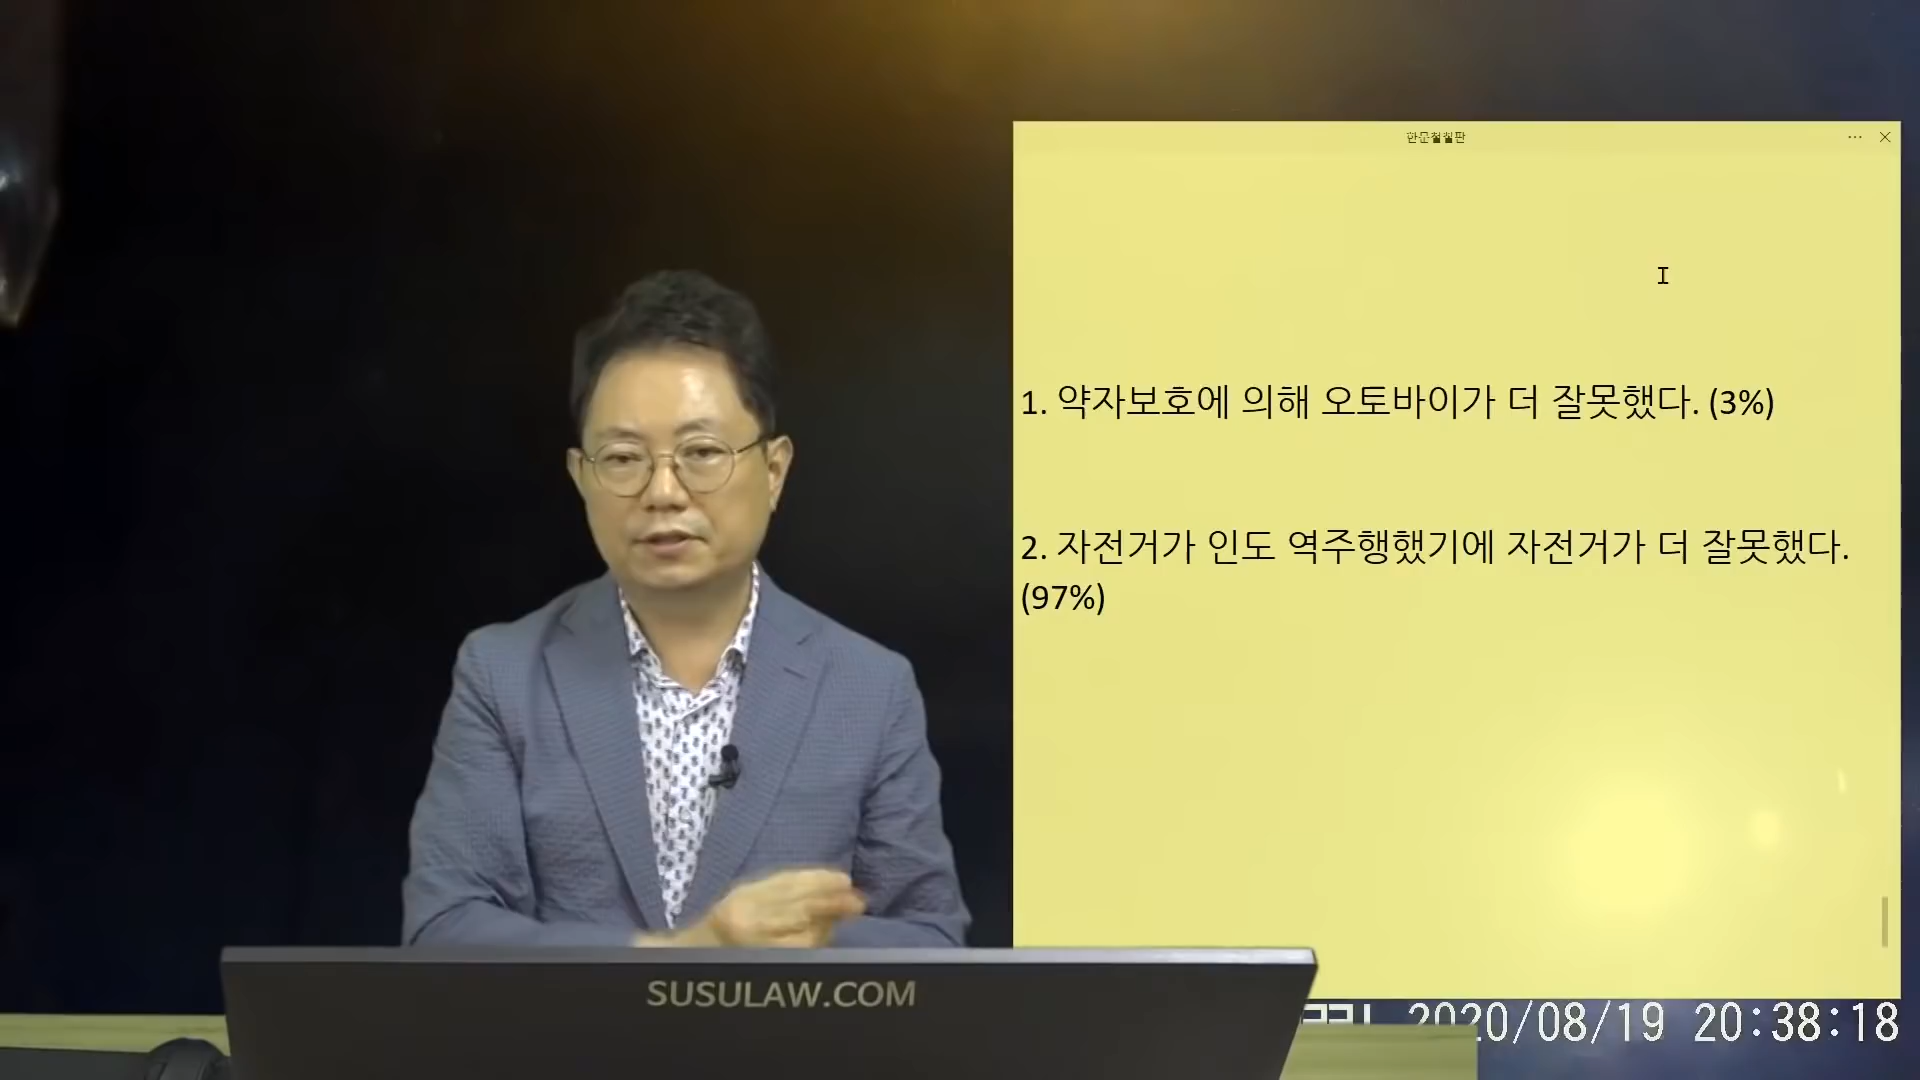 한문철칠판
1. 약자보호에 의해 오토바이가 더 잘못했다. (3%)
2. 자전거가 인도 역주행했기에 자전거가 더 잘못했다.
(97%)
SUSULAW.COM
2020/08/19 20:38:18